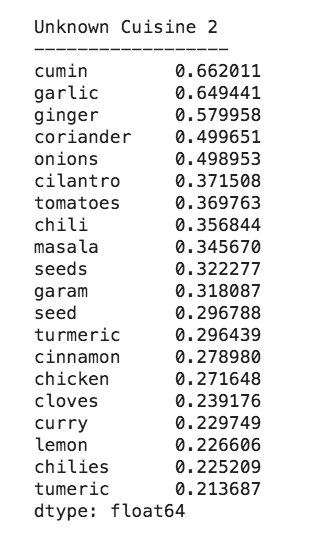 Unknown Cuisine 2
------------------
cumin 0.662011
garlic 0.649441
ginger 0.579958
coriander 0.499651
onions 0.498953
cilantro 0.371508
tomatoes 0.369763
chili 0.356844
masala 0.345670
seeds 0.322277
garam 0.318087
seed 0.296788
turmeric 0.296439
cinnamon 0.278980
chicken 0.271648
cloves 0.239176
curry 0.229749
lemon 0.226606
chilies 0.225209
tumeric 0.213687
dtype: float64